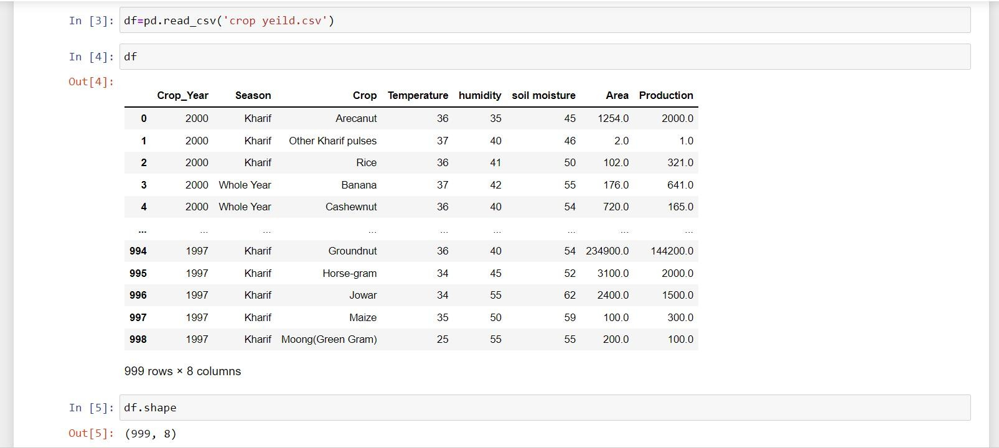 In [3]: df=pd.read_csv('crop yeild.csv')
In [4]: df
Out[4]:
Crop_Year Season Crop Temperature humidity soil moisture Area Production
0 2000 Kharif Arecanut 36 35 45 1254.0 2000.0
1 2000 Kharif Other Kharif pulses 37 40 46 2.0 1.0
2 2000 Kharif Rice 36 41 50 102.0 321.0
3 2000 Whole Year Banana 37 42 55 176.0 641.0
4 2000 Whole Year Cashewnut 36 40 54 720.0 165.0
... ... ... ... ... ... ... ... ...
994 1997 Kharif Groundnut 36 40 54 234900.0 144200.0
995 1997 Kharif Horse-gram 34 45 52 3100.0 2000.0
996 1997 Kharif Jowar 34 55 62 2400.0 1500.0
997 1997 Kharif Maize 35 50 59 100.0 300.0
998 1997 Kharif Moong(Green Gram) 25 55 55 200.0 100.0
999 rows × 8 columns
In [5]: df.shape
Out[5]: (999, 8)